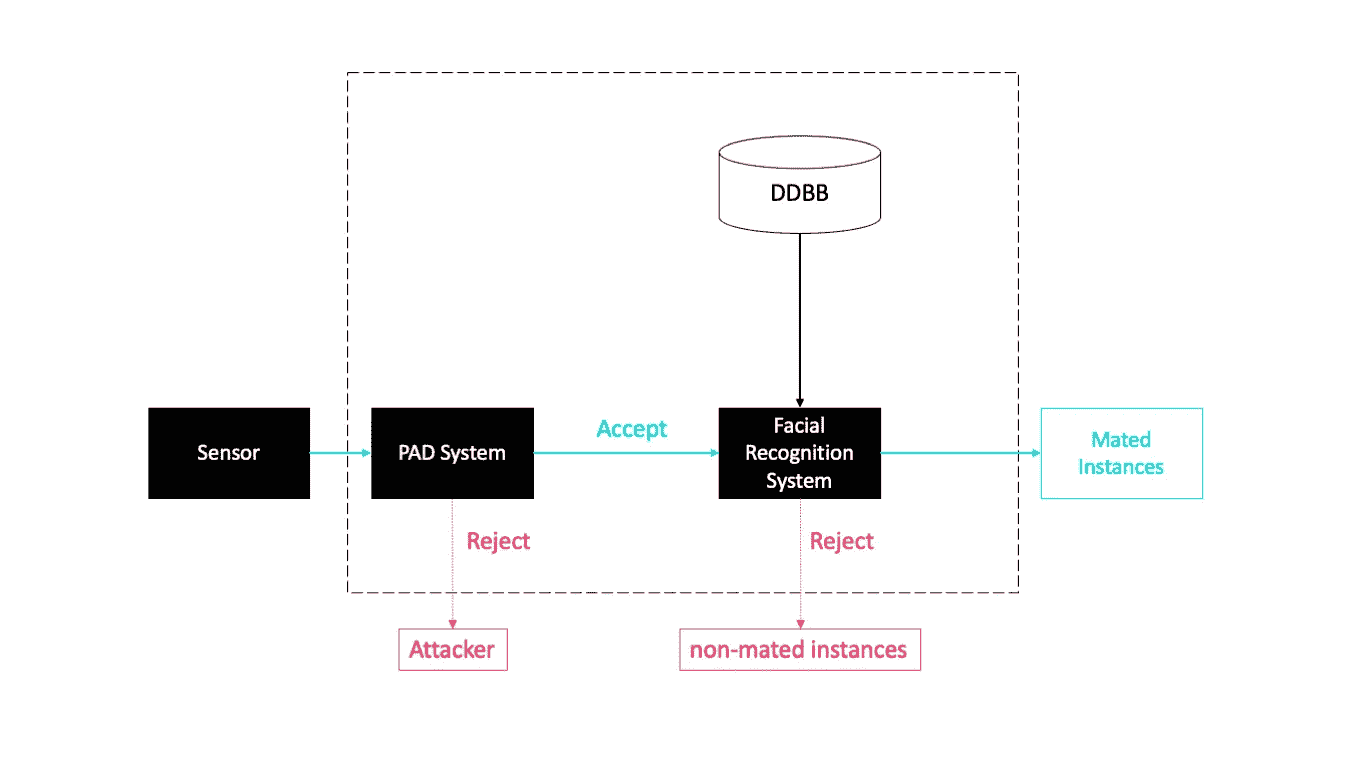 DDBB
Sensor
PAD System
Accept
Facial
Recognition
System
Mated
Instances
Reject
Reject
Attacker
non-mated instances